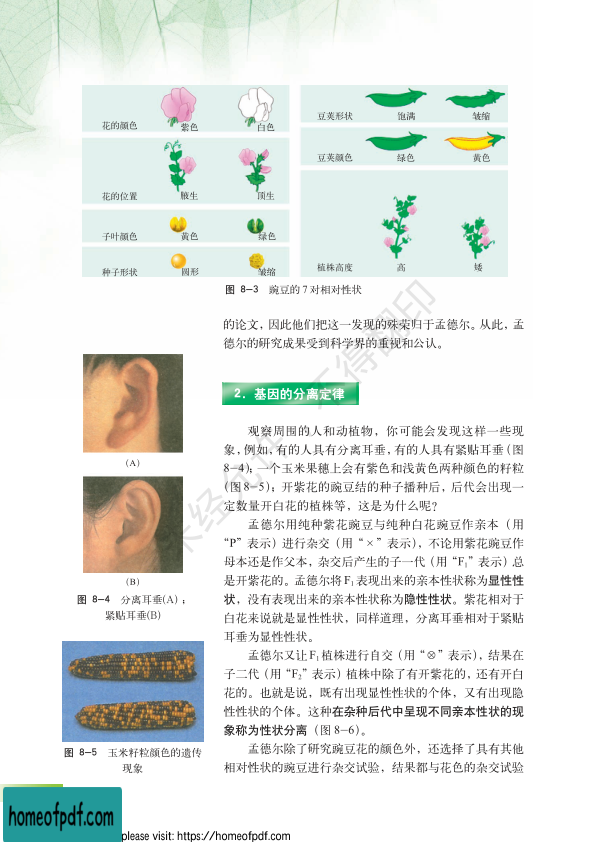 花的颜色 紫色 白色
花的位置 腋生 顶生
子叶颜色 黄色 绿色
种子形状 圆形 皱缩
豆荚形状 饱满 皱缩
豆荚颜色 绿色 黄色
植株高度 高 矮
图 8-3 豌豆的7对相对性状
的论文，因此他们把这一发现的殊荣归于孟德尔。从此，孟
德尔的研究成果受到科学界的重视和公认。
2. 基因的分离定律
观察周围的人和动植物，你可能会发现这样一些现
象，例如，有的人具有分离耳垂，有的人具有紧贴耳垂（图
8-4）；一个玉米果穗上会有紫色和浅黄色两种颜色的籽粒
（图8-5）；开紫花的豌豆结的种子播种后，后代会出现一
定数量开白花的植株等，这是为什么呢？
孟德尔用纯种紫花豌豆与纯种白花豌豆作亲本（用
“P”表示）进行杂交（用“×”表示），不论用紫花豌豆作
母本还是作父本，杂交后产生的子一代（用“F₁”表示）总
是开紫花的。孟德尔将F₁表现出来的亲本性状称为显性性
状，没有表现出来的亲本性状称为隐性性状。紫花相对于
白花来说就是显性性状，同样道理，分离耳垂相对于紧贴
耳垂为显性性状。
孟德尔又让F₁植株进行自交（用“⊗”表示），结果在
子二代（用“F₂”表示）植株中除了有开紫花的，还有开白
花的。也就是说，既有出现显性性状的个体，又有出现隐
性性状的个体。这种在杂种后代中呈现不同亲本性状的现
象称为性状分离（图8-6）。
孟德尔除了研究豌豆花的颜色外，还选择了具有其他
相对性状的豌豆进行杂交试验，结果都与花色的杂交试验
(A)
(B)
图 8-4 分离耳垂(A)；
紧贴耳垂(B)
图 8-5 玉米籽粒颜色的遗传
现象
homeofpdf.com
please visit: https://homeofpdf.com